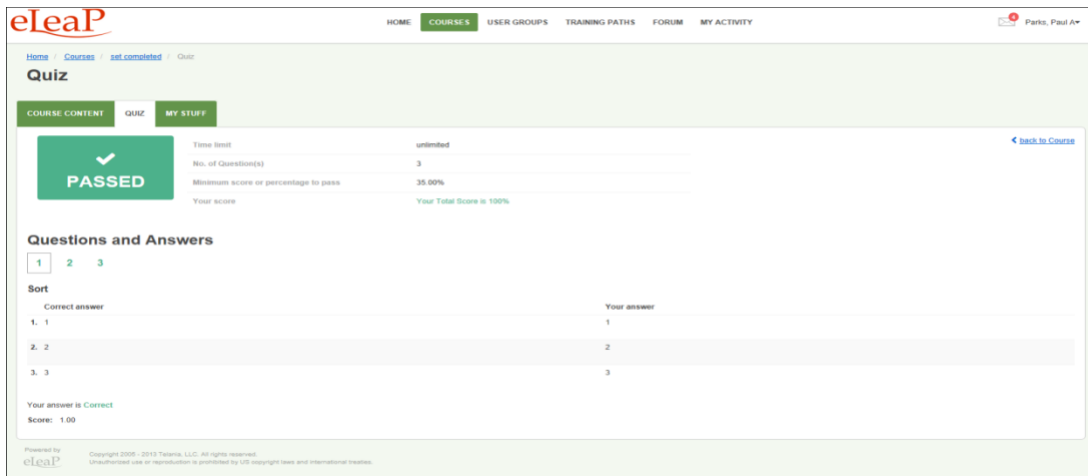 eLeaP HOME COURSES USER GROUPS TRAINING PATHS FORUM MY ACTIVITY 4 Parks, Paul A
Home / Courses / set completed / Quiz
Quiz
COURSE CONTENT QUIZ MY STUFF
back to Course
PASSED
Time limit unlimited
No. of Question(s) 3
Minimum score or percentage to pass 35.00%
Your score Your Total Score is 100%
Questions and Answers
1 2 3
Sort
Correct answer Your answer
1. 1 1
2. 2 2
3. 3 3
Your answer is Correct
Score: 1.00
Powered by
eLeaP
Copyright 2005 - 2013 Telania, LLC. All rights reserved.
Unauthorized use or reproduction is prohibited by US copyright laws and international treaties.